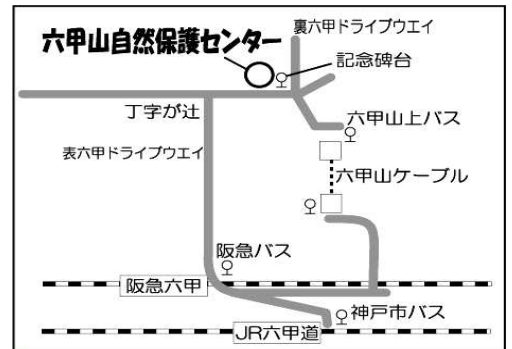 裏六甲ドライブウエイ
六甲山自然保護センター
記念碑台
丁字が辻
六甲山上バス
表六甲ドライブウエイ
六甲山ケーブル
阪急バス
阪急六甲
神戸市バス
JR六甲道